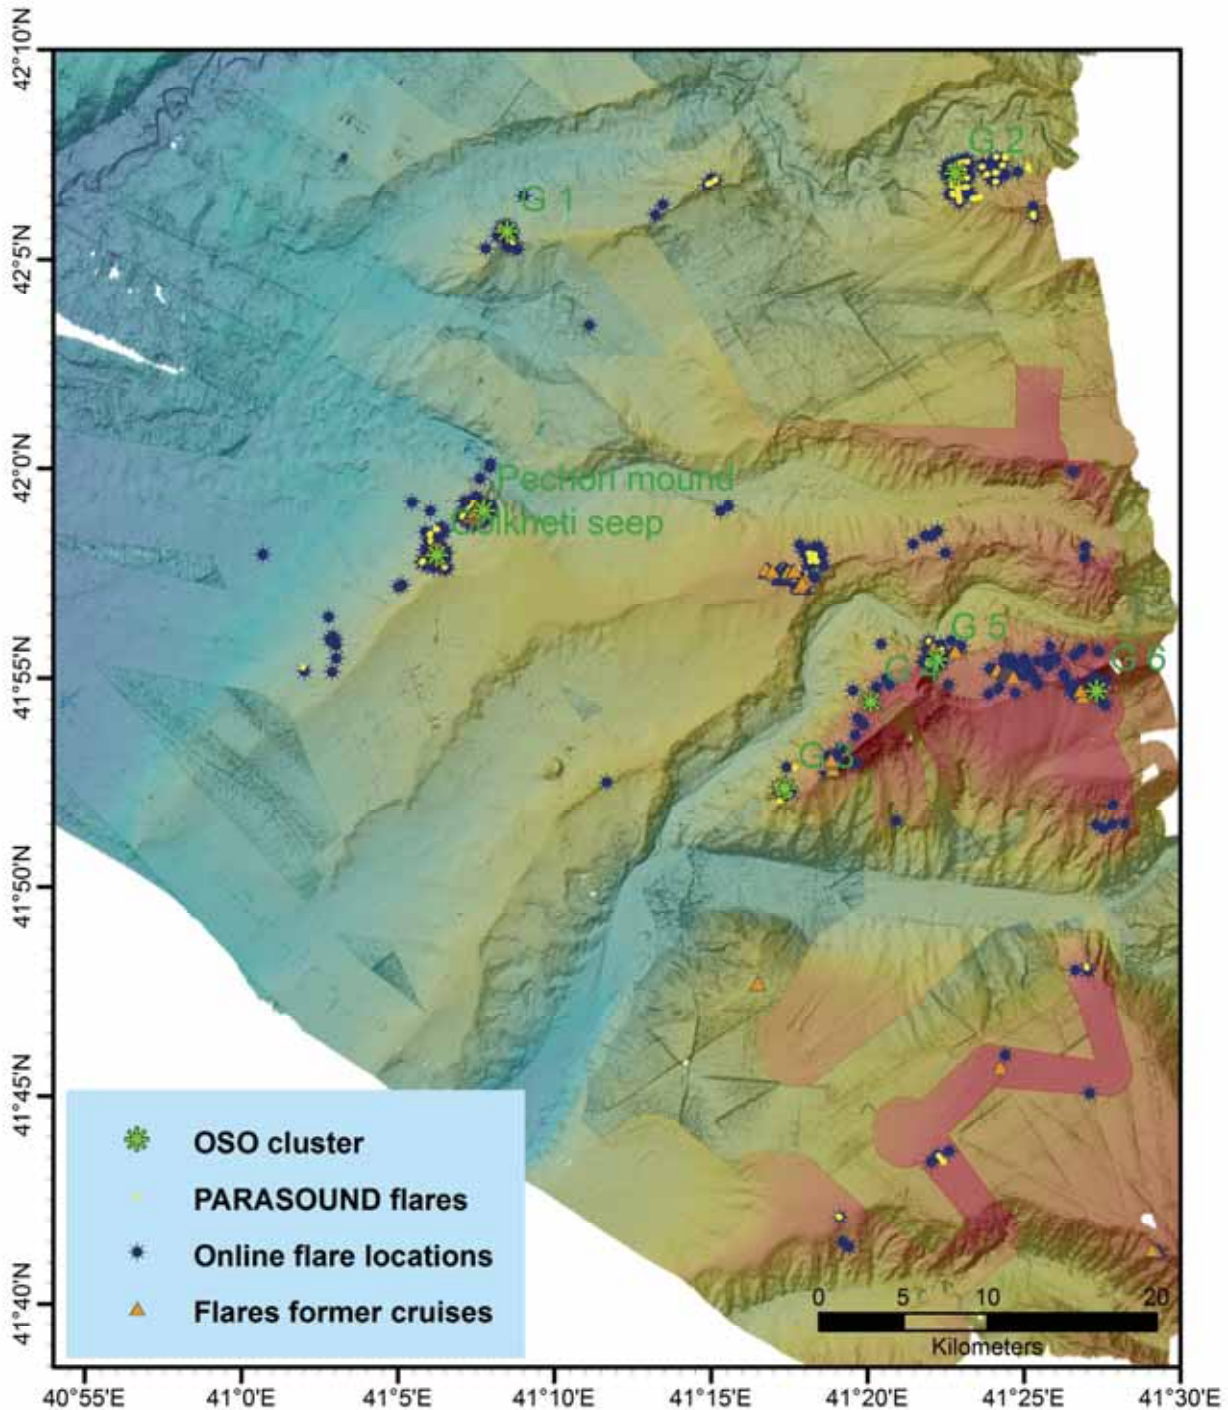 42°10'N
G 2
G 1
42°5'N
42°0'N
Pechori mound
seep
G 5
41°55'N
G 6
G 3
41°50'N
41°45'N
OSO cluster
PARASOUND flares
Online flare locations
Flares former cruises
41°40'N
0 5 10 20
Kilometers
40°55'E 41°0'E 41°5'E 41°10'E 41°15'E 41°20'E 41°25'E 41°30'E